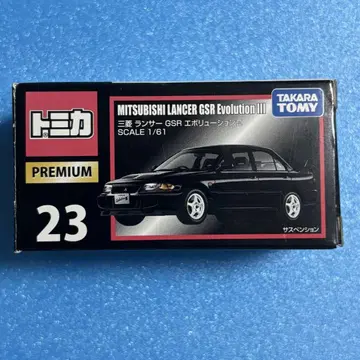 トミカ
PREMIUM
23
MITSUBISHI LANCER GSR Evolution III
三菱 ランサー GSR エボリューションⅢ
SCALE 1/61
TAKARA
TOMY
サスペンション